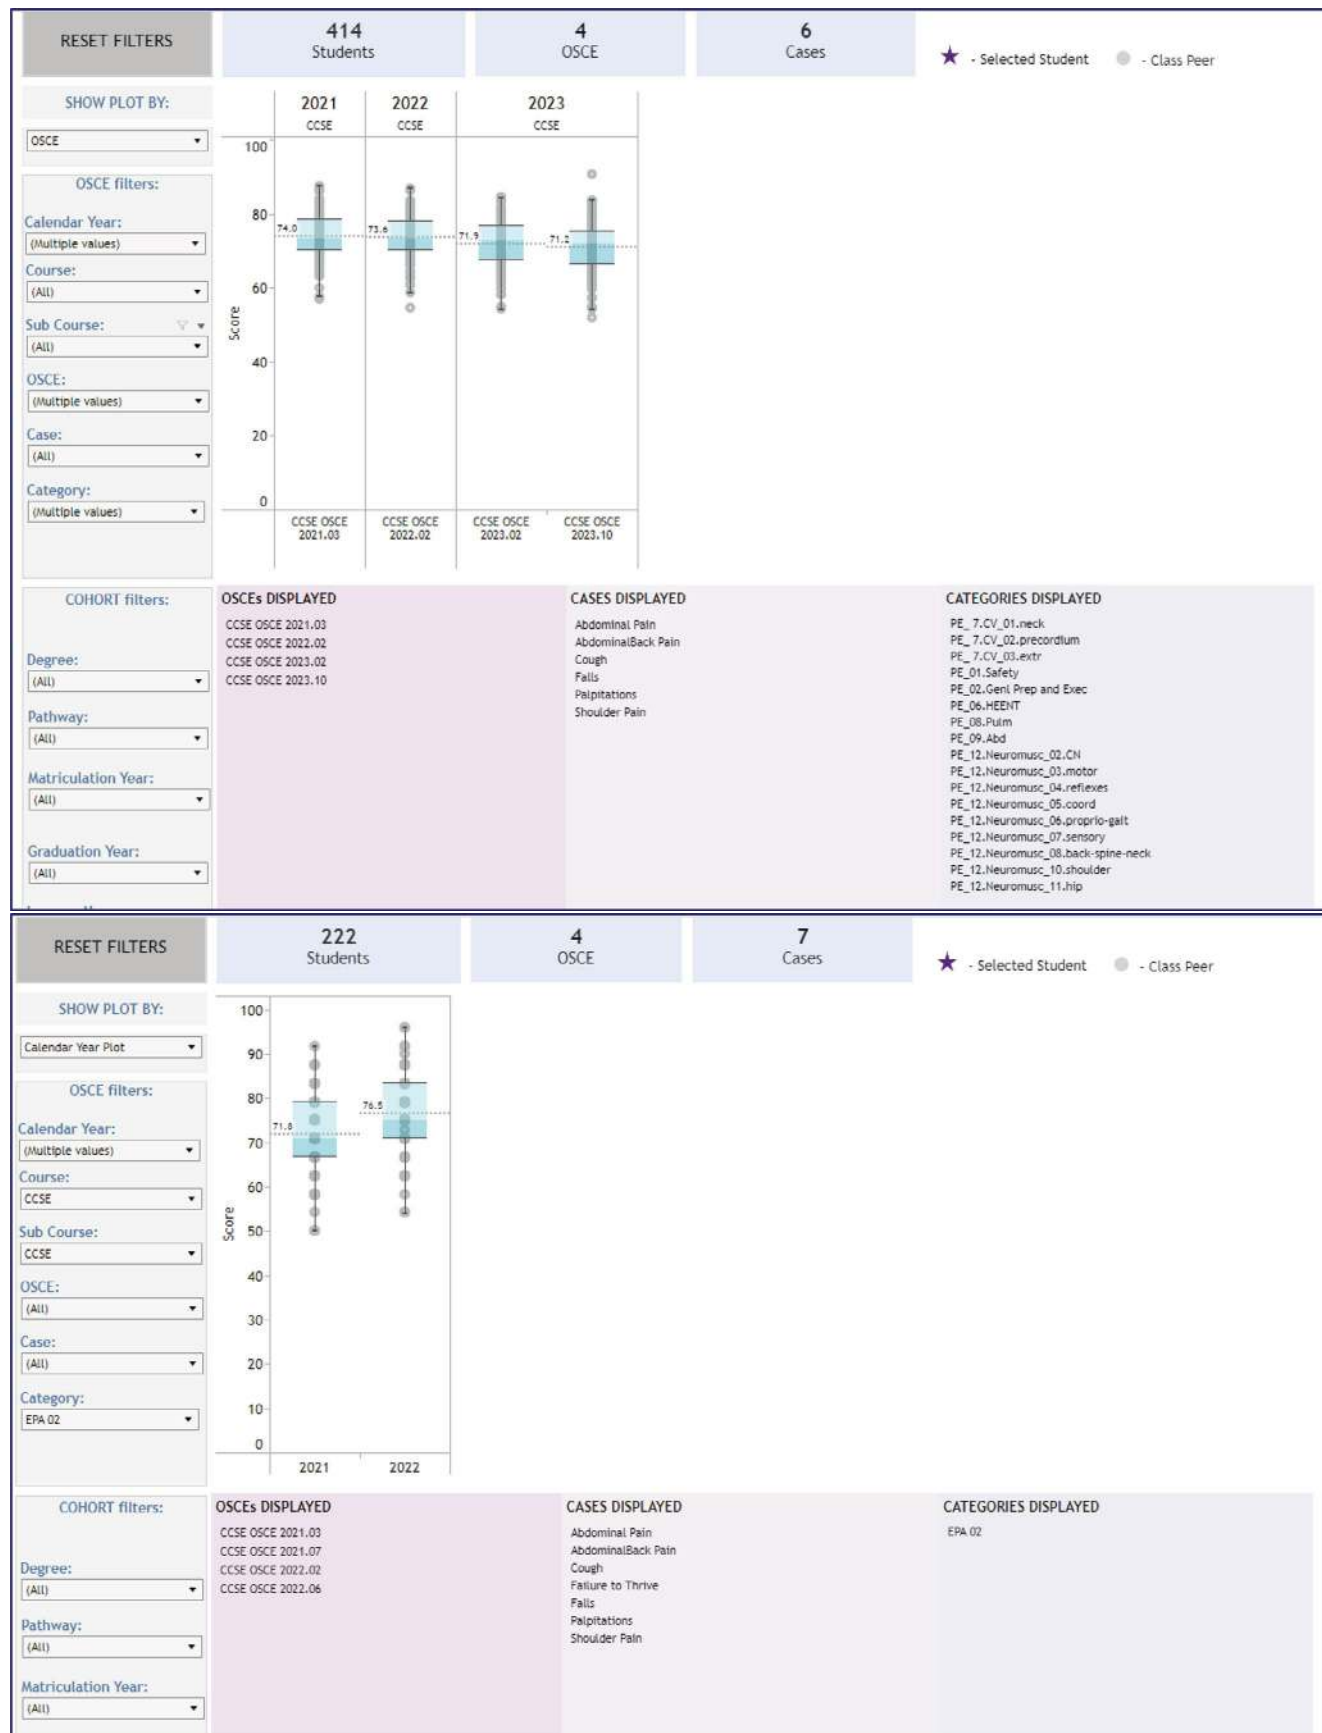 RESET FILTERS
414
Students
4
OSCE
6
Cases
- Selected Student
- Class Peer
SHOW PLOT BY:
OSCE
OSCE filters:
Calendar Year:
(Multiple values)
Course:
(All)
Sub Course:
(All)
OSCE:
(Multiple values)
Case:
(All)
Category:
(Multiple values)
2021
2022
2023
CCSE
CCSE
CCSE
100
80
60
40
20
0
Score
74.0
73.6
71.9
71.2
CCSE OSCE
2021.03
CCSE OSCE
2022.02
CCSE OSCE
2023.02
CCSE OSCE
2023.10
COHORT filters:
Degree:
(All)
Pathway:
(All)
Matriculation Year:
(All)
Graduation Year:
(All)
OSCEs DISPLAYED
CCSE OSCE 2021.03
CCSE OSCE 2022.02
CCSE OSCE 2023.02
CCSE OSCE 2023.10
CASES DISPLAYED
Abdominal Pain
AbdominalBack Pain
Cough
Falls
Palpitations
Shoulder Pain
CATEGORIES DISPLAYED
PE_ 7.CV_01.neck
PE_ 7.CV_02.precordium
PE_ 7.CV_03.extr
PE_01.Safety
PE_02.Genl Prep and Exec
PE_06.HEENT
PE_08.Pulm
PE_09.Abd
PE_12.Neuromusc_02.CN
PE_12.Neuromusc_03.motor
PE_12.Neuromusc_04.reflexes
PE_12.Neuromusc_05.coord
PE_12.Neuromusc_06.proprio-gait
PE_12.Neuromusc_07.sensory
PE_12.Neuromusc_08.back-spine-neck
PE_12.Neuromusc_10.shoulder
PE_12.Neuromusc_11.hip
RESET FILTERS
222
Students
4
OSCE
7
Cases
- Selected Student
- Class Peer
SHOW PLOT BY:
Calendar Year Plot
OSCE filters:
Calendar Year:
(Multiple values)
Course:
CCSE
Sub Course:
CCSE
OSCE:
(All)
Case:
(All)
Category:
EPA 02
100
90
80
70
60
50
40
30
20
10
0
Score
71.8
76.5
2021
2022
COHORT filters:
Degree:
(All)
Pathway:
(All)
Matriculation Year:
(All)
OSCEs DISPLAYED
CCSE OSCE 2021.03
CCSE OSCE 2021.07
CCSE OSCE 2022.02
CCSE OSCE 2022.06
CASES DISPLAYED
Abdominal Pain
AbdominalBack Pain
Cough
Failure to Thrive
Falls
Palpitations
Shoulder Pain
CATEGORIES DISPLAYED
EPA 02